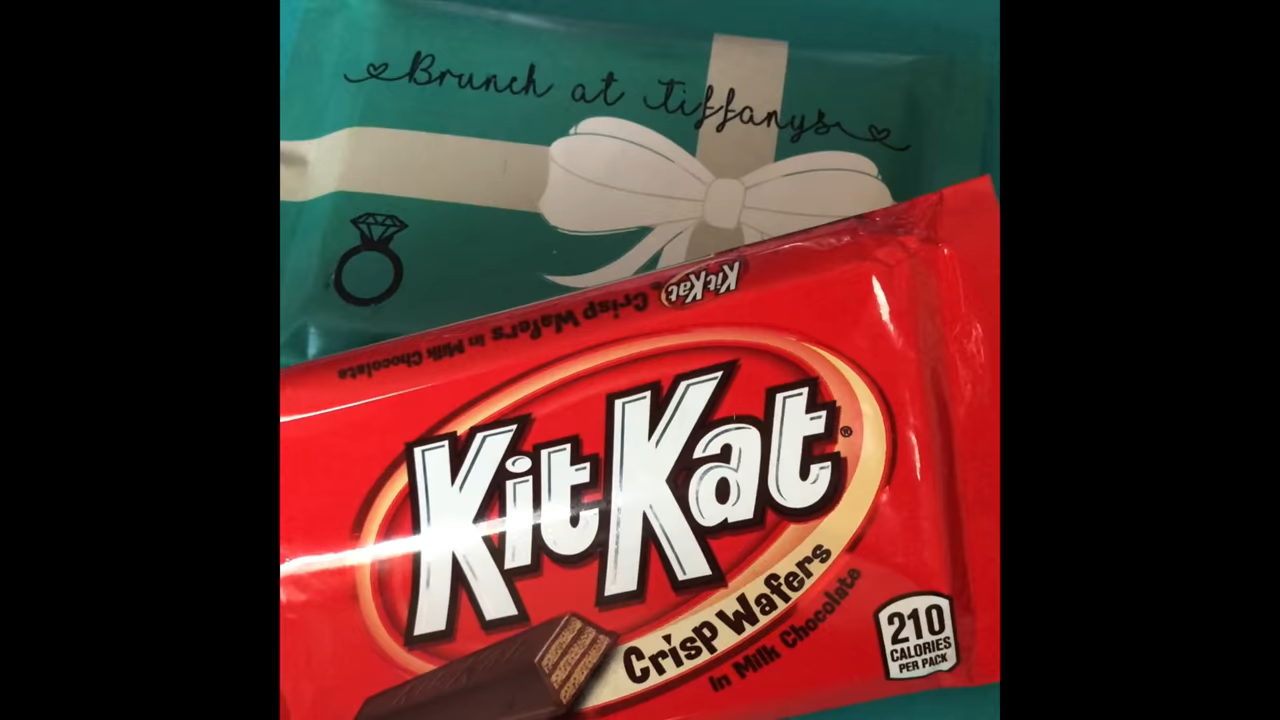 Brunch at Tiffanys
KitKat
Crisp Wafers in Milk Chocolate
KitKat®
Crisp Wafers
In Milk Chocolate
210
CALORIES
PER PACK